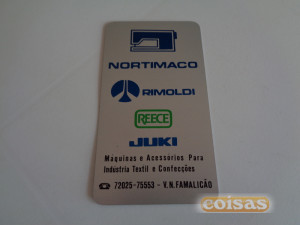 NORTIMACO
RIMOLDI
REECE
JUKI
Maquinas e Acessórios Para
Industria Textil e Confecções
☎ 72025-75553 - V.N. FAMALICÃO
coisas